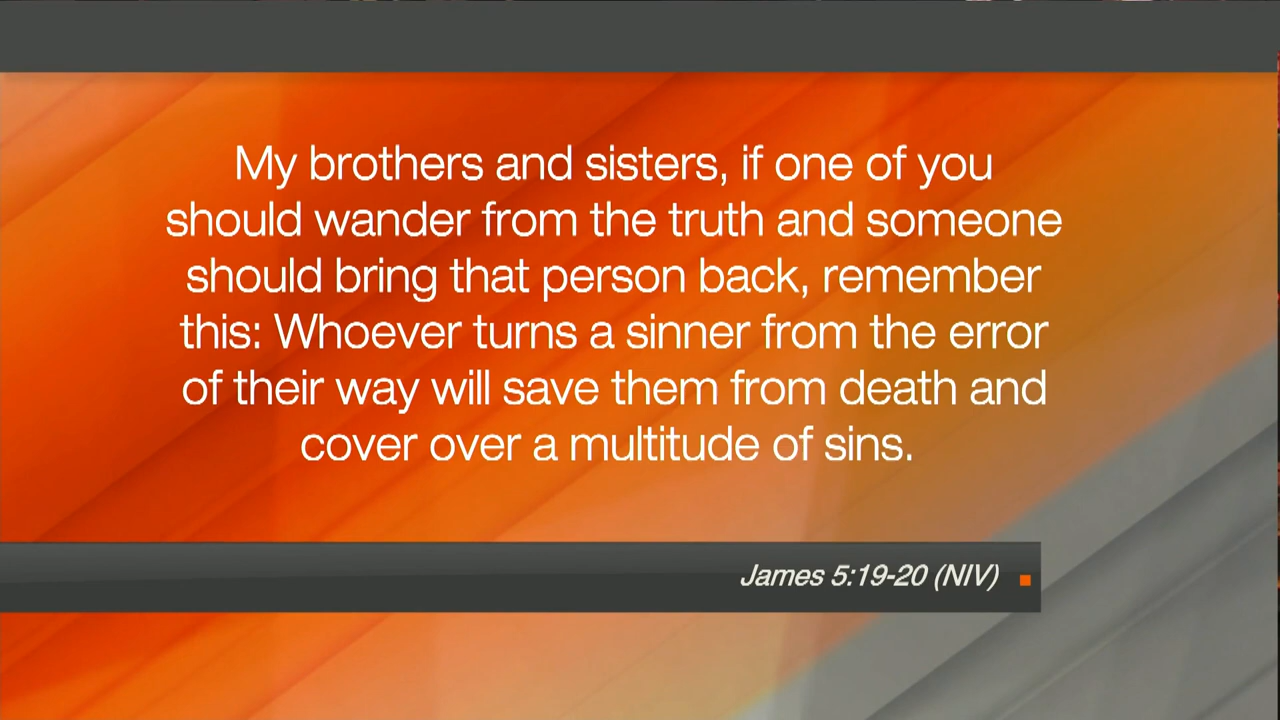 My brothers and sisters, if one of you
should wander from the truth and someone
should bring that person back, remember
this: Whoever turns a sinner from the error
of their way will save them from death and
cover over a multitude of sins.
James 5:19-20 (NIV)